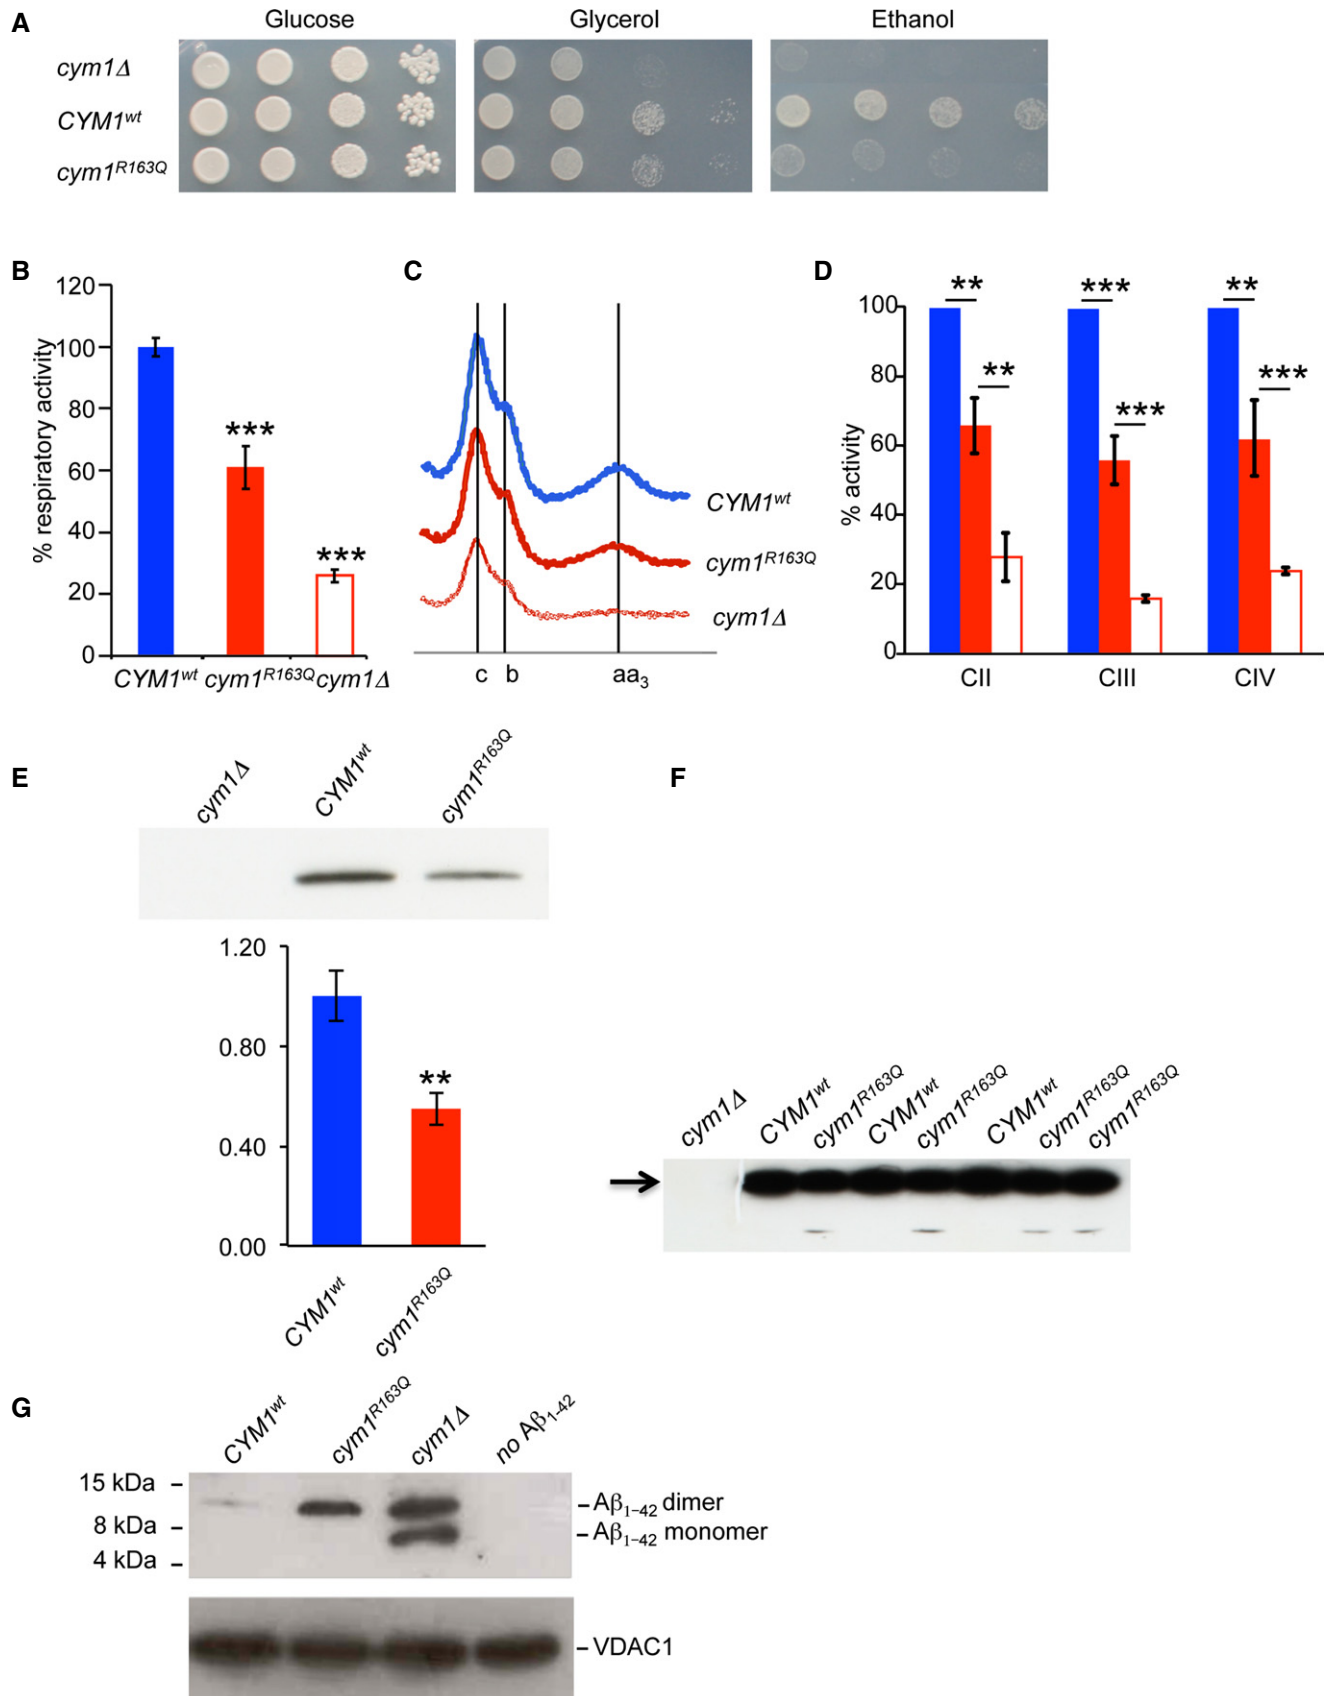 A
Glucose Glycerol Ethanol
cym1Δ
CYM1wt
cym1R163Q
B
% respiratory activity
120
100
80
60
40
20
0
***
***
CYM1wt cym1R163Q cym1Δ
C
CYM1wt
cym1R163Q
cym1Δ
c b aa3
D
% activity
100
80
60
40
20
0
** *** **
** *** ***
CII CIII CIV
E
cym1Δ CYM1wt cym1R163Q
1.20
0.80
0.40
0.00
**
CYM1wt cym1R163Q
F
cym1Δ CYM1wt cym1R163Q CYM1wt cym1R163Q CYM1wt cym1R163Q cym1R163Q
G
CYM1wt cym1R163Q cym1Δ no Aβ1–42
15 kDa
8 kDa
4 kDa
Aβ1–42 dimer
Aβ1–42 monomer
VDAC1